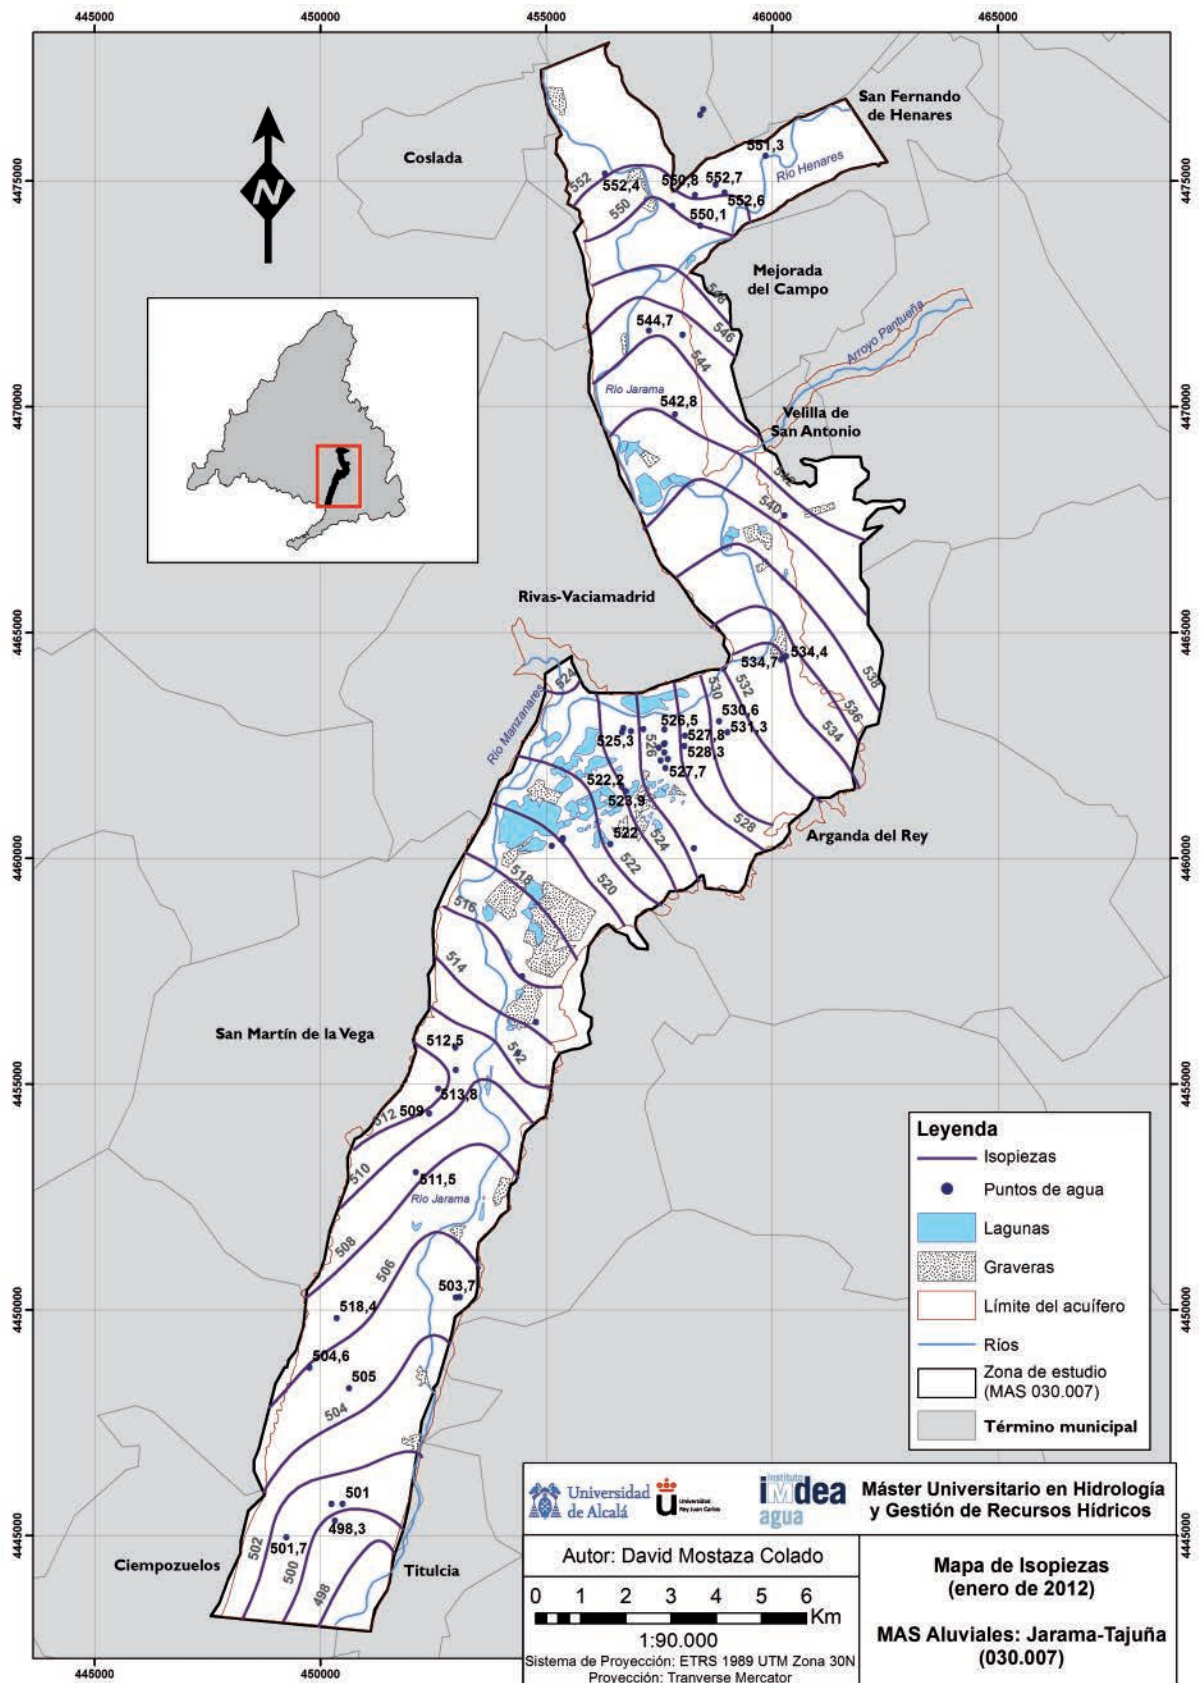 445000 450000 455000 460000 465000
4475000 4475000
4470000 4470000
4465000 4465000
4460000 4460000
4455000 4455000
4450000 4450000
4445000 4445000
N
Coslada
San Fernando
de Henares
551,3
Río Henares
552
552,4
550,8
552,7
552,6
550
550,1
Mejorada
del Campo
548
546
544,7
544
Arroyo Pantueña
Río Jarama
542,8
Velilla de
San Antonio
542
540
Rivas-Vaciamadrid
534,4
534,7
538
536
534
524
Río Manzanares
530
532
530,6
531,3
526,5
525,3
526
527,8
528,3
527,7
522,2
523,9
522
524
528
Arganda del Rey
522
520
518
516
514
San Martín de la Vega
512,5
512
513,8
509
512
510
511,5
Río Jarama
508
506
503,7
518,4
504,6
505
504
501
498,3
501,7
502
500
498
Ciempozuelos
Titulcia
Leyenda
Isopiezas
Puntos de agua
Lagunas
Graveras
Límite del acuífero
Ríos
Zona de estudio
(MAS 030.007)
Término municipal
Universidad
de Alcalá
Universidad
Rey Juan Carlos
instituto
imdea
agua
Máster Universitario en Hidrología
y Gestión de Recursos Hídricos
Autor: David Mostaza Colado
0 1 2 3 4 5 6
Km
1:90.000
Sistema de Proyección: ETRS 1989 UTM Zona 30N
Proyección: Tranverse Mercator
Mapa de Isopiezas
(enero de 2012)
MAS Aluviales: Jarama-Tajuña
(030.007)
445000 450000